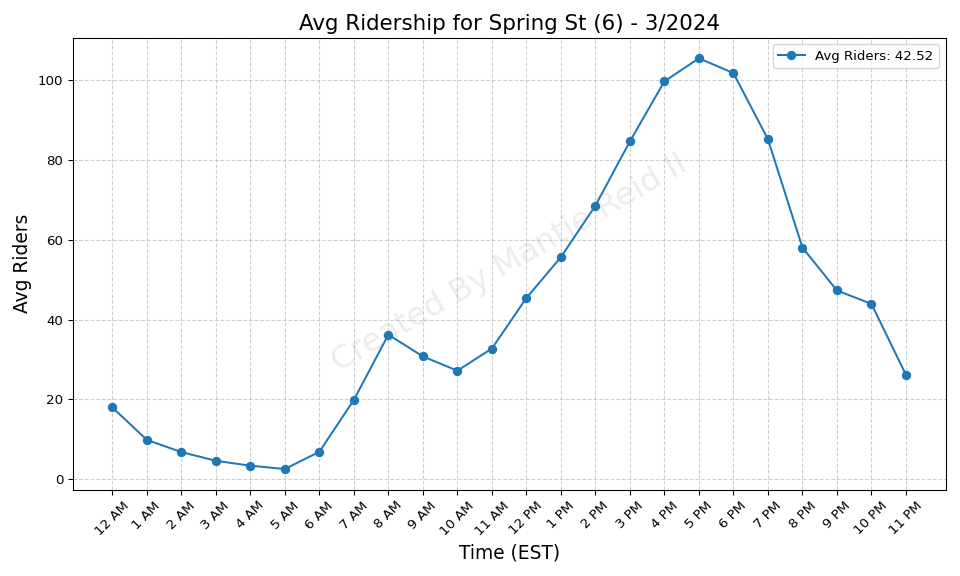 Avg Ridership for Spring St (6) - 3/2024
Avg Riders: 42.52
100
80
60
40
20
0
Avg Riders
Created By Mantie Reid II
12 AM
1 AM
2 AM
3 AM
4 AM
5 AM
6 AM
7 AM
8 AM
9 AM
10 AM
11 AM
12 PM
1 PM
2 PM
3 PM
4 PM
5 PM
6 PM
7 PM
8 PM
9 PM
10 PM
11 PM
Time (EST)